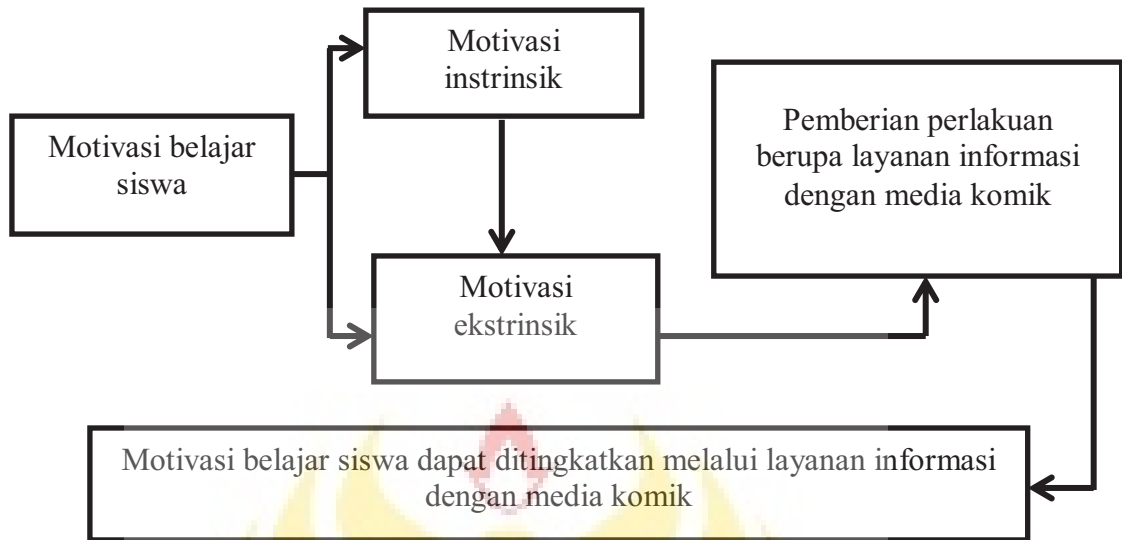 Motivasi belajar
siswa
Motivasi
instrinsik
Motivasi
ekstrinsik
Pemberian perlakuan
berupa layanan informasi
dengan media komik
Motivasi belajar siswa dapat ditingkatkan melalui layanan informasi
dengan media komik